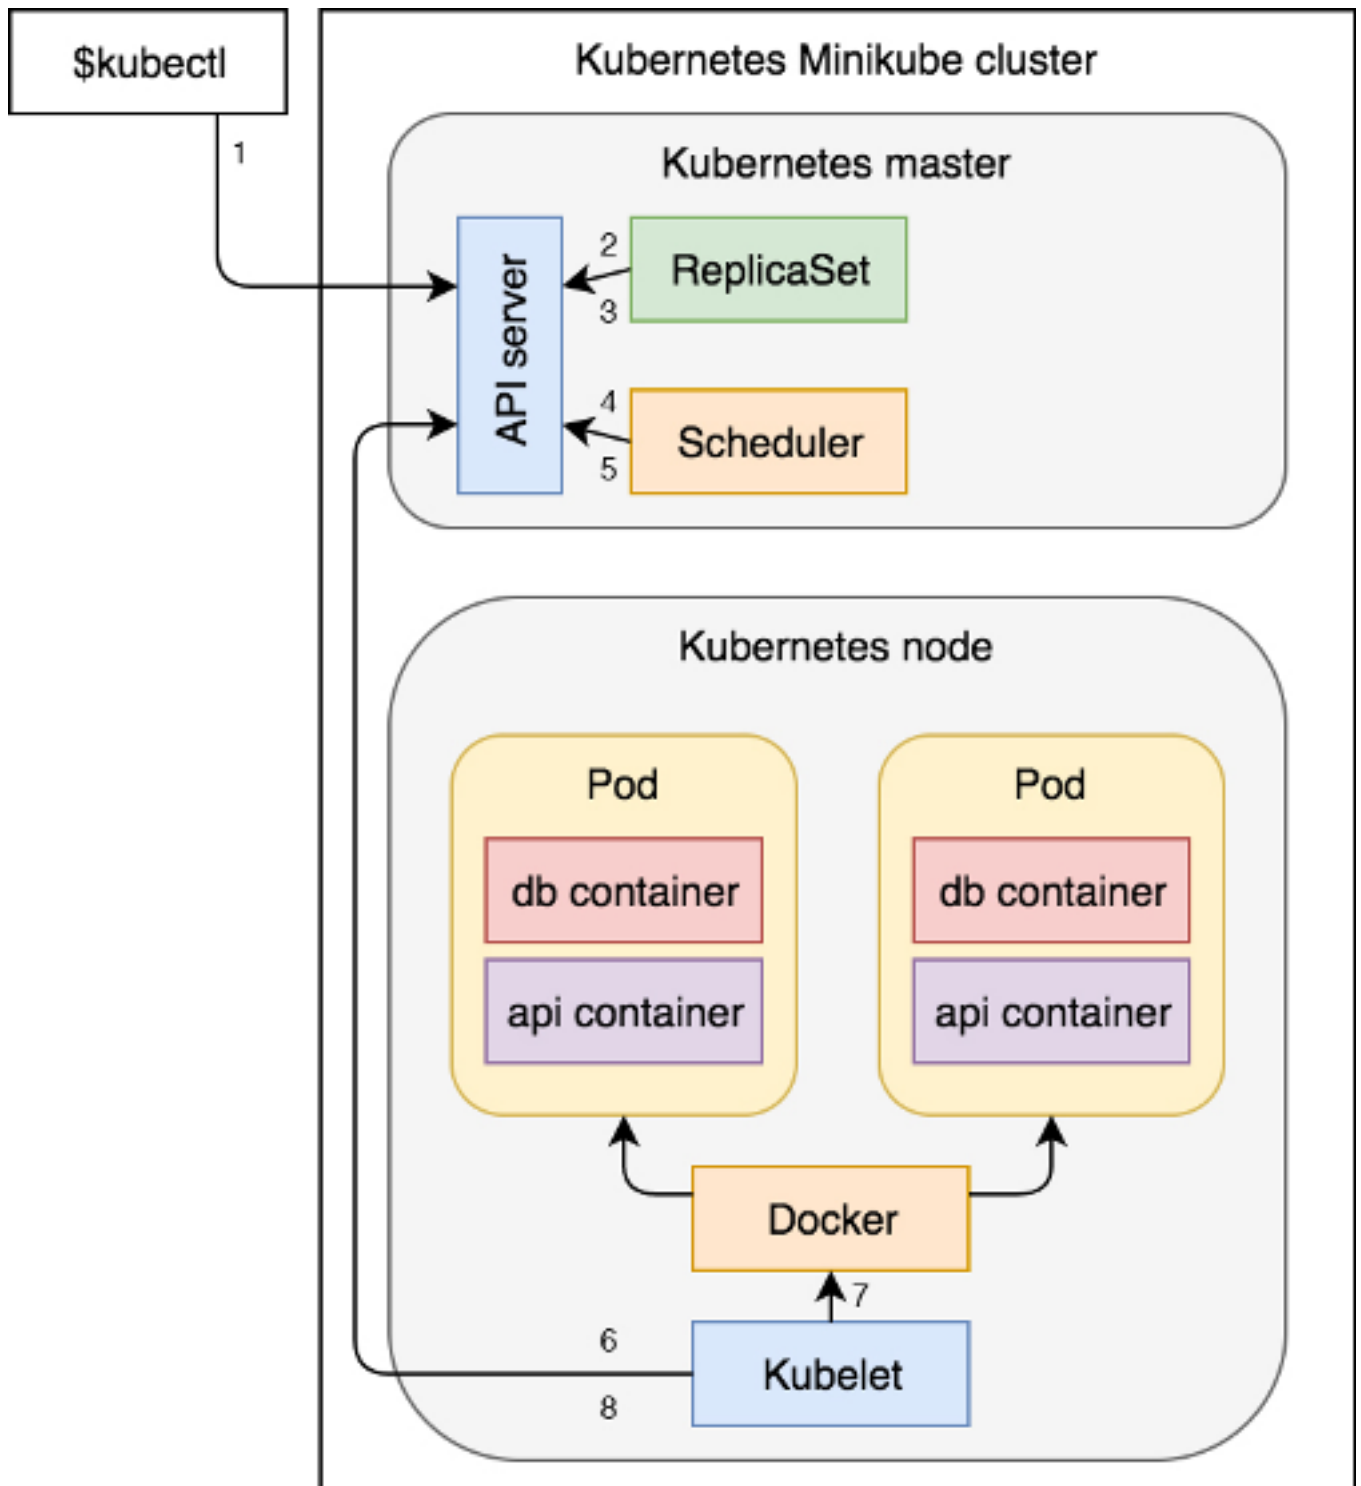 $kubectl
Kubernetes Minikube cluster
1
Kubernetes master
API server
2
ReplicaSet
3
4
Scheduler
5
Kubernetes node
Pod
db container
api container
Pod
db container
api container
Docker
7
6
Kubelet
8